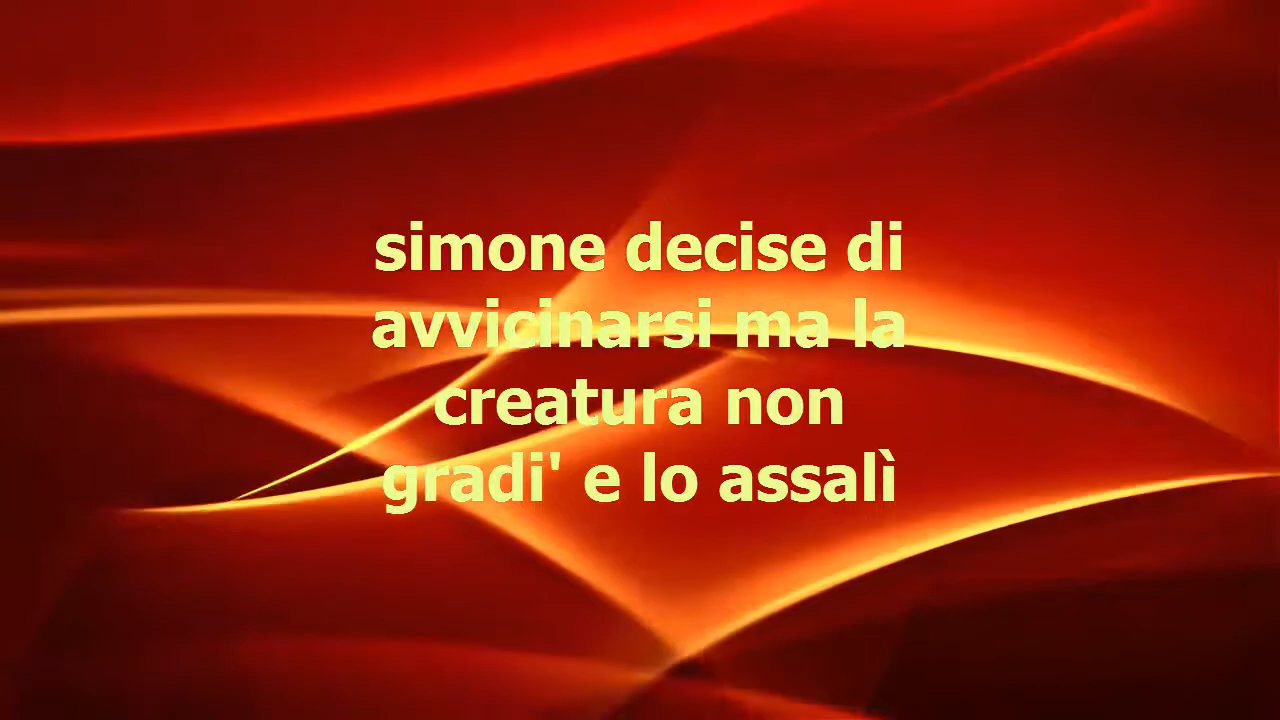 simone decise di
avvicinarsi ma la
creatura non
gradi' e lo assalì